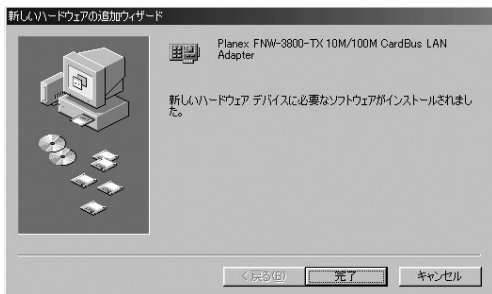 新しいハードウェアの追加ウィザード
Planex FNW-3800-TX 10M/100M CardBus LAN
Adapter
新しいハードウェア デバイスに必要なソフトウェアがインストールされまし
た。
< 戻る(B)
完了
キャンセル